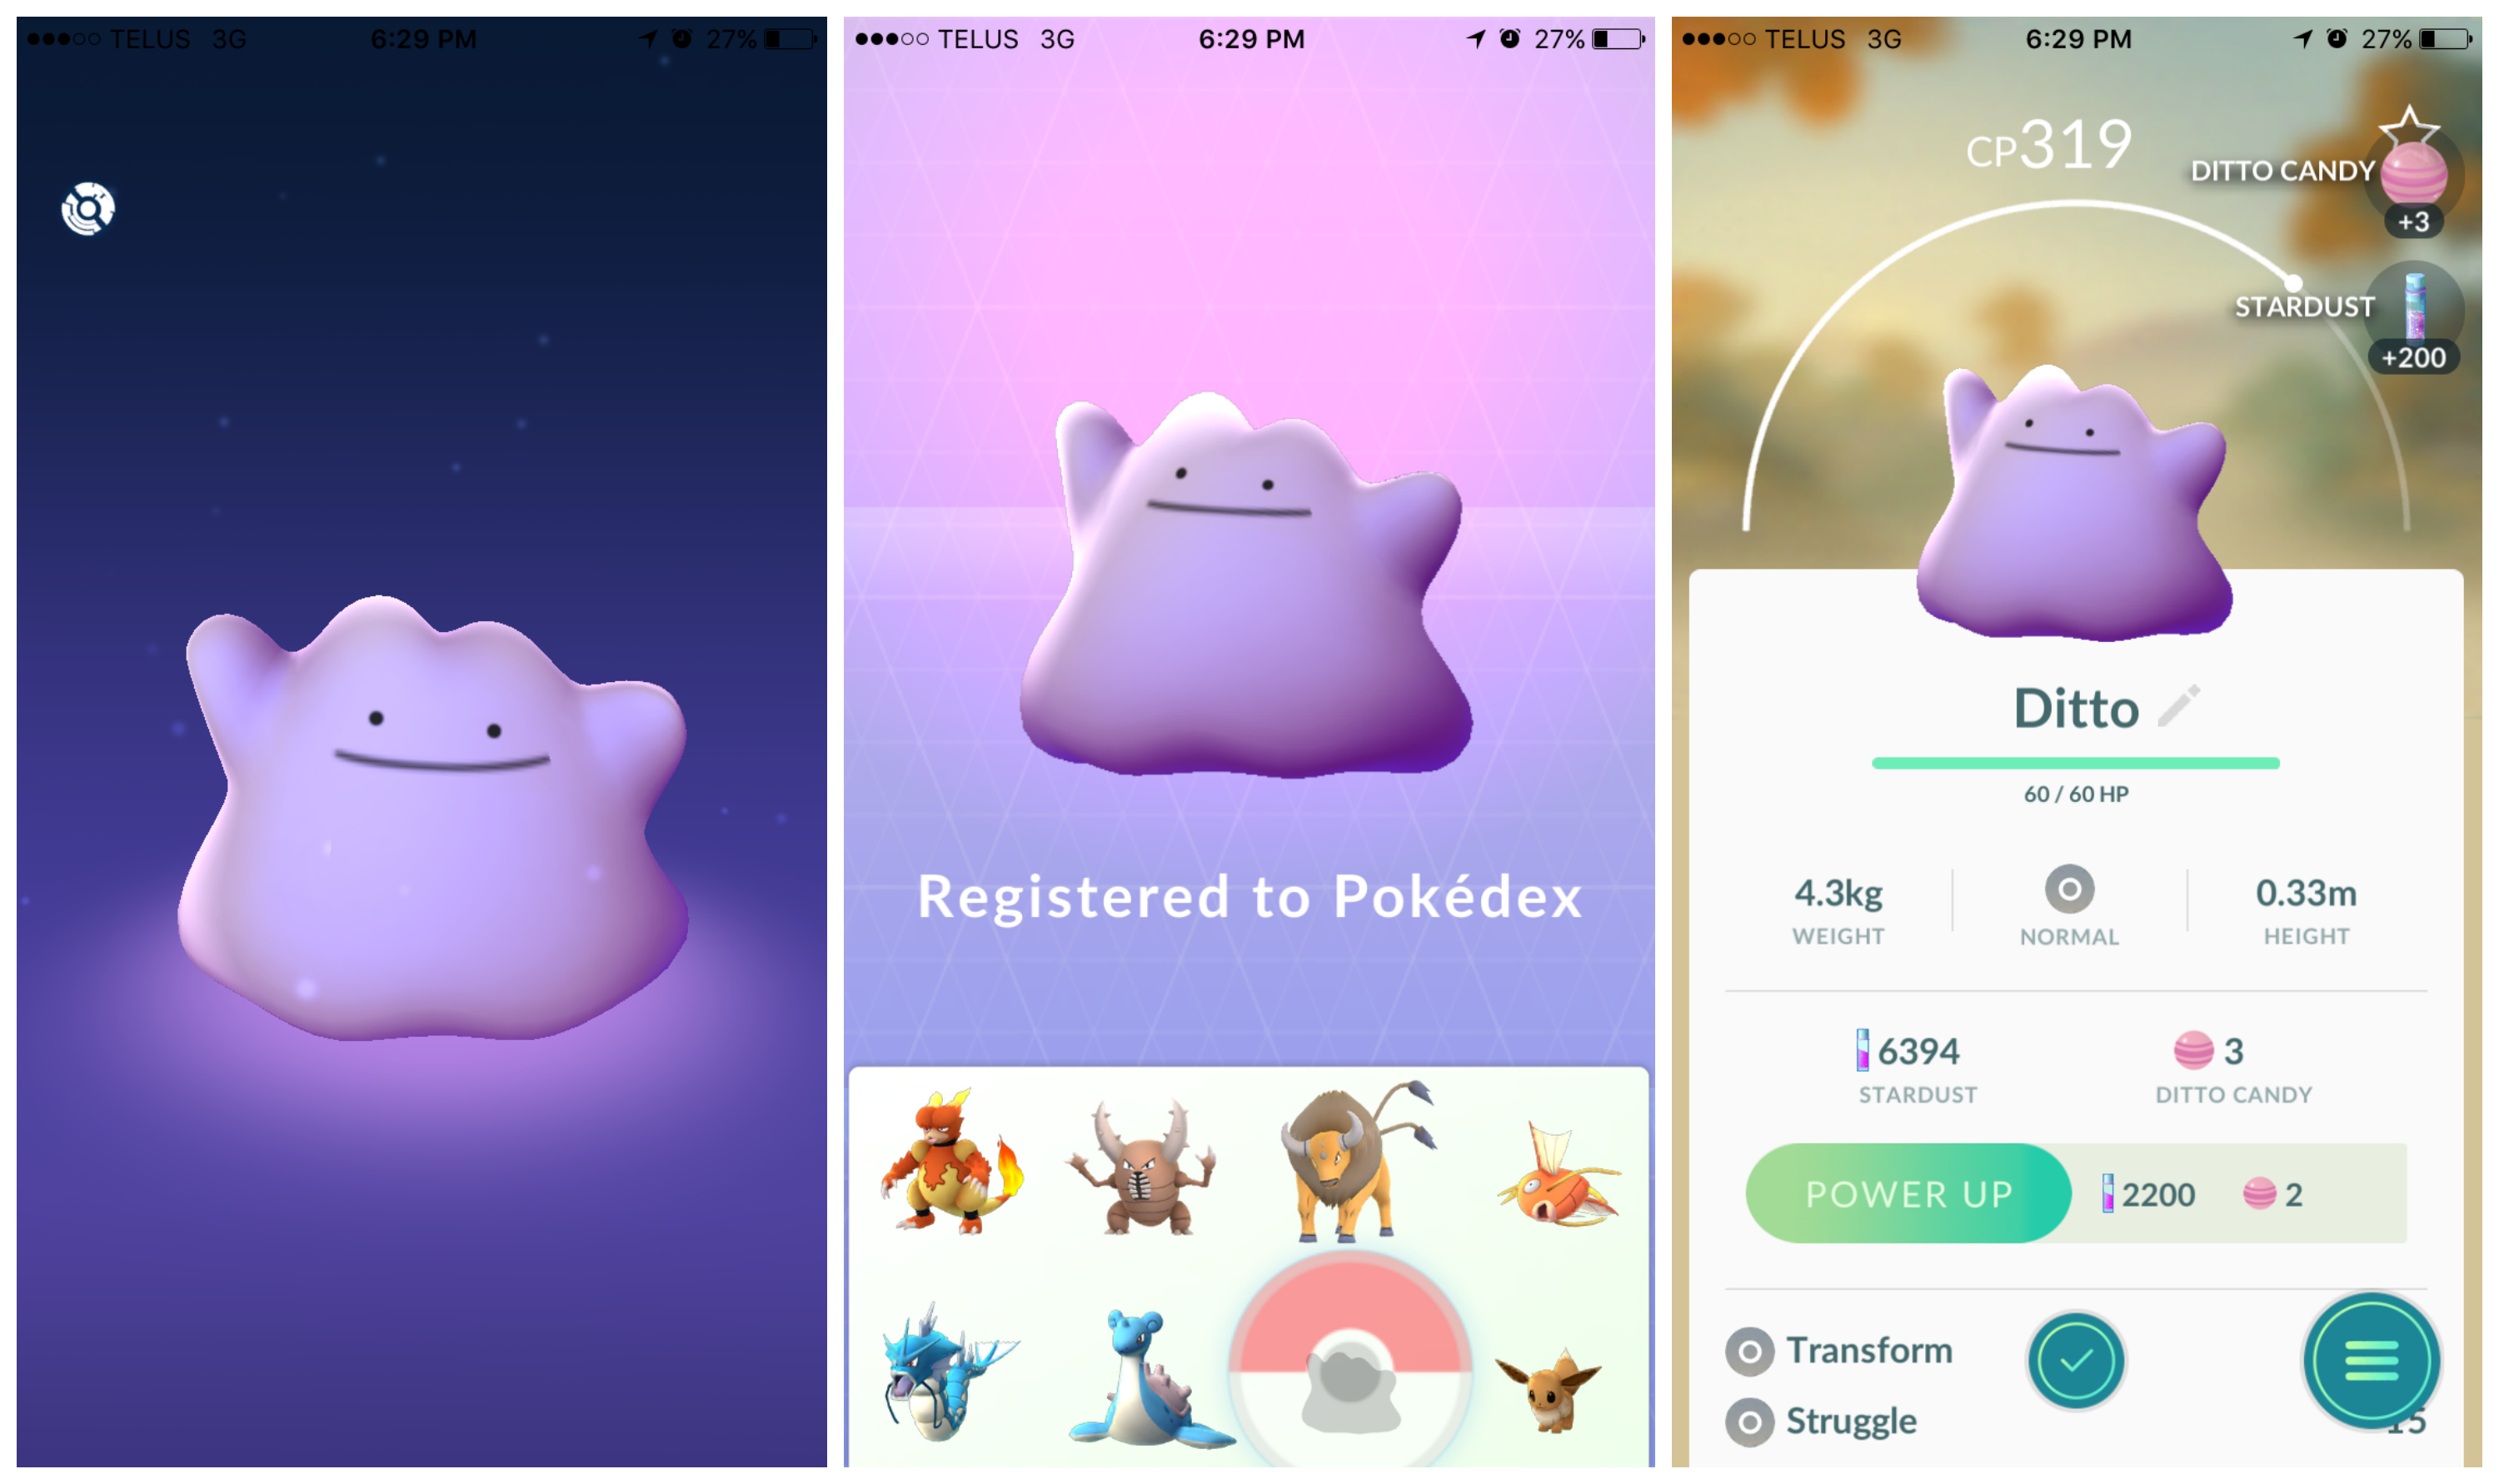 TELUS 3G 6:29 PM 27%
TELUS 3G 6:29 PM 27%
Registered to Pokédex
TELUS 3G 6:29 PM 27%
CP319
DITTO CANDY
+3
STARDUST
+200
Ditto
60 / 60 HP
4.3kg
WEIGHT
NORMAL
0.33m
HEIGHT
6394
STARDUST
3
DITTO CANDY
POWER UP 2200 2
Transform
Struggle 15